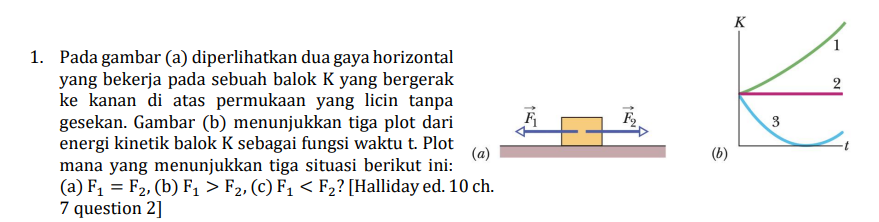 1. Pada gambar (a) diperlihatkan dua gaya horizontal
yang bekerja pada sebuah balok K yang bergerak
ke kanan di atas permukaan yang licin tanpa
gesekan. Gambar (b) menunjukkan tiga plot dari
energi kinetik balok K sebagai fungsi waktu t. Plot
mana yang menunjukkan tiga situasi berikut ini:
(a) F₁ = F₂, (b) F₁ > F₂, (c) F₁ < F₂? [Halliday ed. 10 ch.
7 question 2]
F⃗₁
F⃗₂
(a)
K
1
2
3
t
(b)